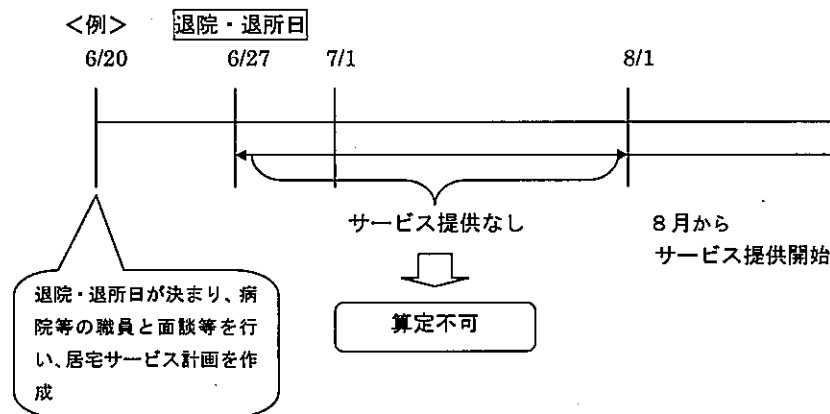 <例> 退院・退所日
6/20 6/27 7/1 8/1
サービス提供なし
8月から
サービス提供開始
算定不可
退院・退所日が決まり、病
院等の職員と面談等を行
い、居宅サービス計画を作
成